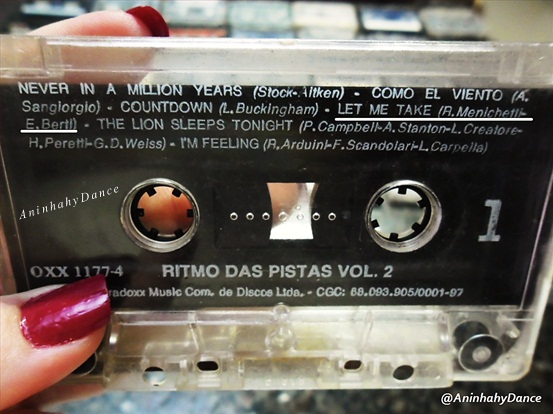 NEVER IN A MILLION YEARS (Stock-Aitken) - COMO EL VIENTO (A.
Sangiorgio) - COUNTDOWN (L.Buckingham) - LET ME TAKE (R.Menichetti-
E.Berti) - THE LION SLEEPS TONIGHT (P.Campbell-A.Stanton-L.Creatore-
H.Peretti-G.D.Weiss) - I'M FEELING (R,Arduini-F.Scandolari-L.Carpella)
AninhahyDance
1
OXX 1177-4 RITMO DAS PISTAS VOL. 2
Music Com. de Discos Ltda. - CGC: 68.093.905/0001-97
@AninhahyDance